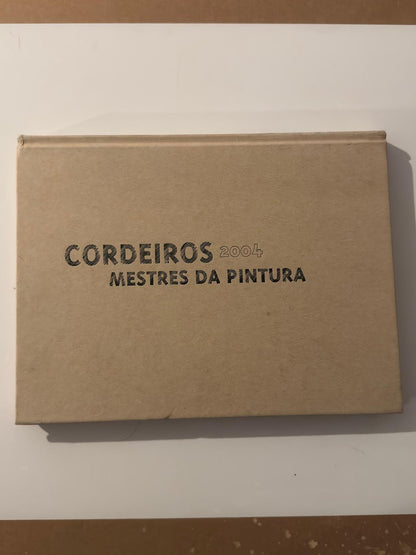 CORDEIROS 2004
MESTRES DA PINTURA